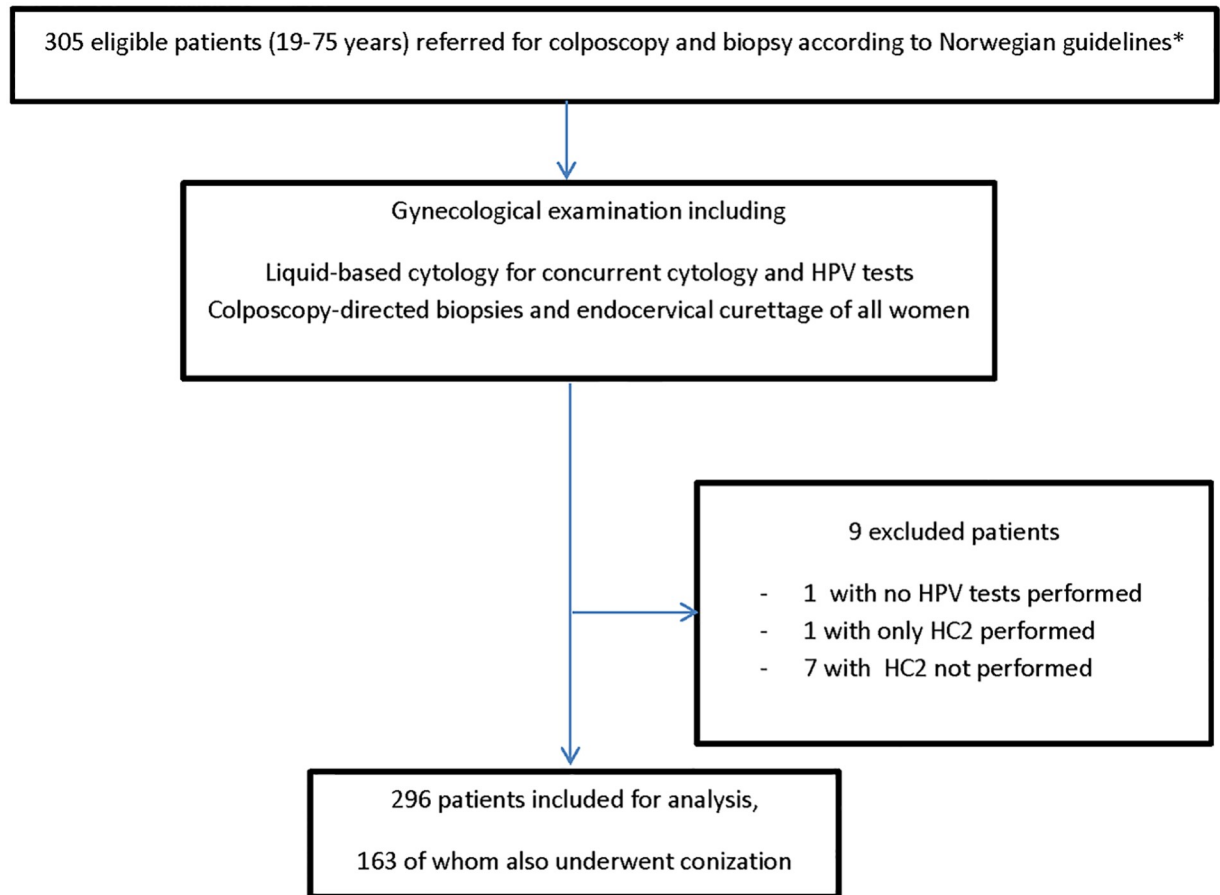 305 eligible patients (19-75 years) referred for colposcopy and biopsy according to Norwegian guidelines*
Gynecological examination including
Liquid-based cytology for concurrent cytology and HPV tests
Colposcopy-directed biopsies and endocervical curettage of all women
9 excluded patients
- 1 with no HPV tests performed
- 1 with only HC2 performed
- 7 with HC2 not performed
296 patients included for analysis,
163 of whom also underwent conization